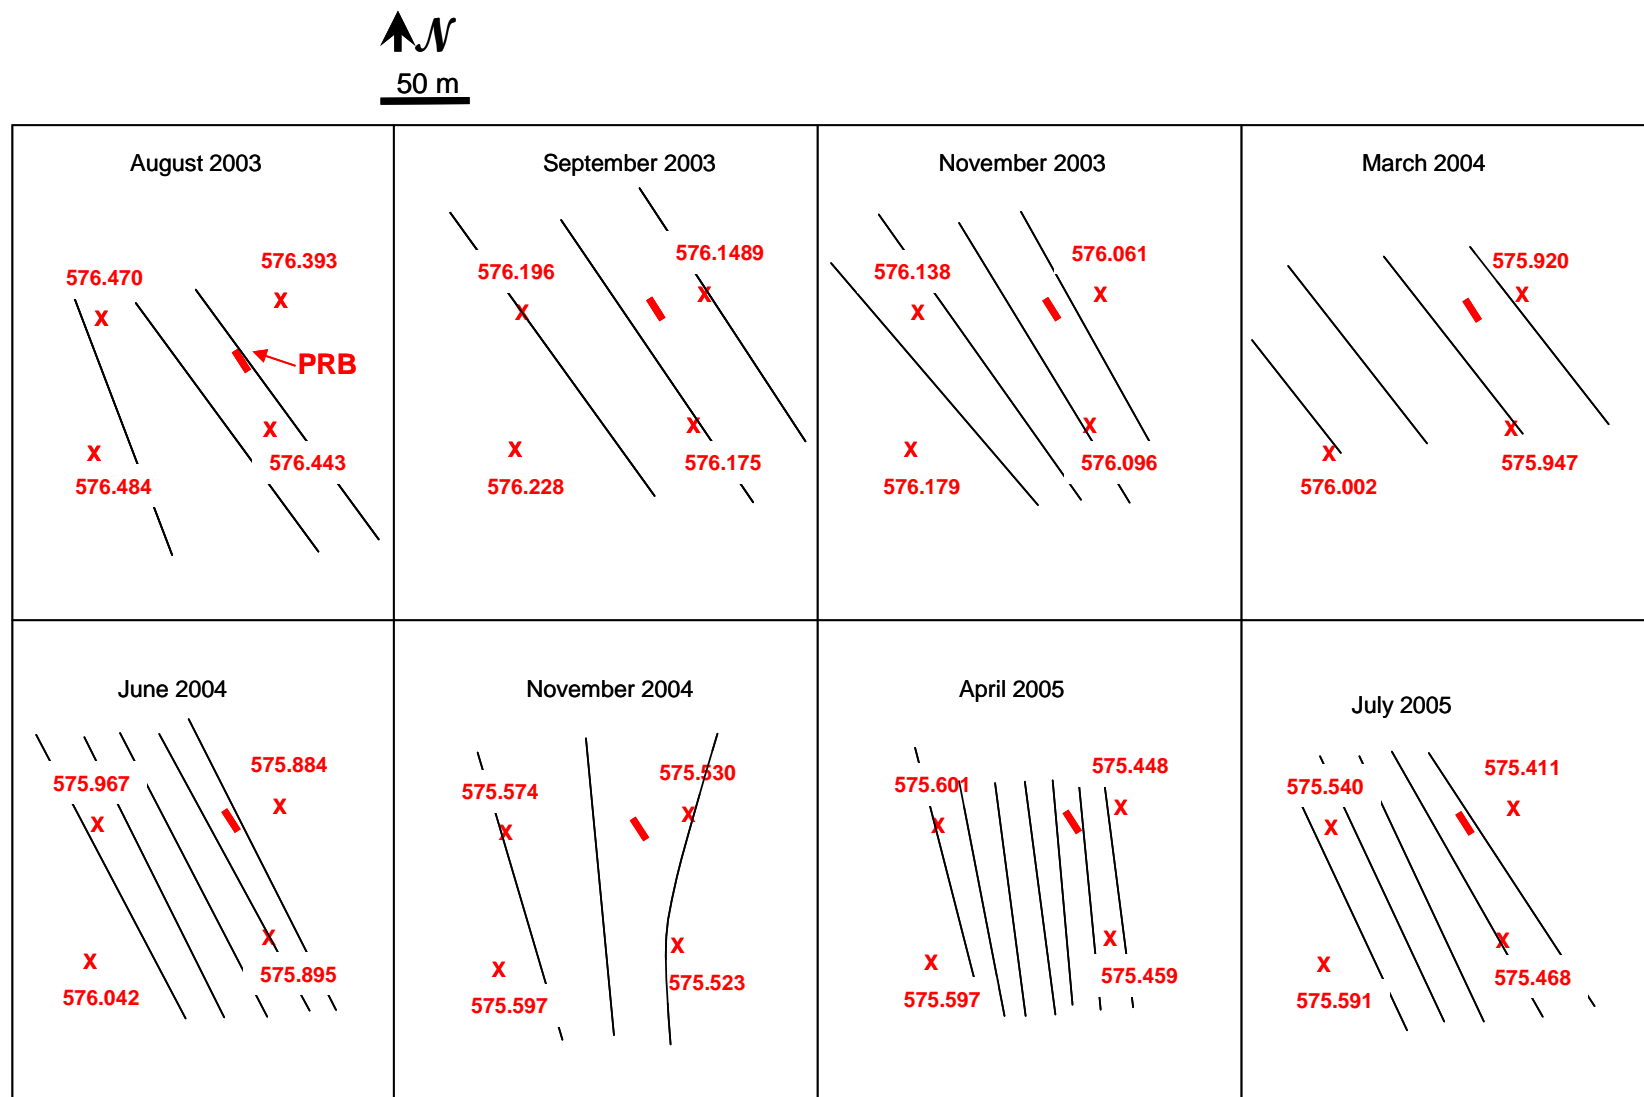 N
50 m
August 2003
September 2003
November 2003
March 2004
576.470
576.393
PRB
576.443
576.484
576.196
576.1489
576.175
576.228
576.138
576.061
576.096
576.179
575.920
575.947
576.002
June 2004
November 2004
April 2005
July 2005
575.967
575.884
575.895
576.042
575.574
575.530
575.523
575.597
575.601
575.448
575.459
575.597
575.540
575.411
575.468
575.591